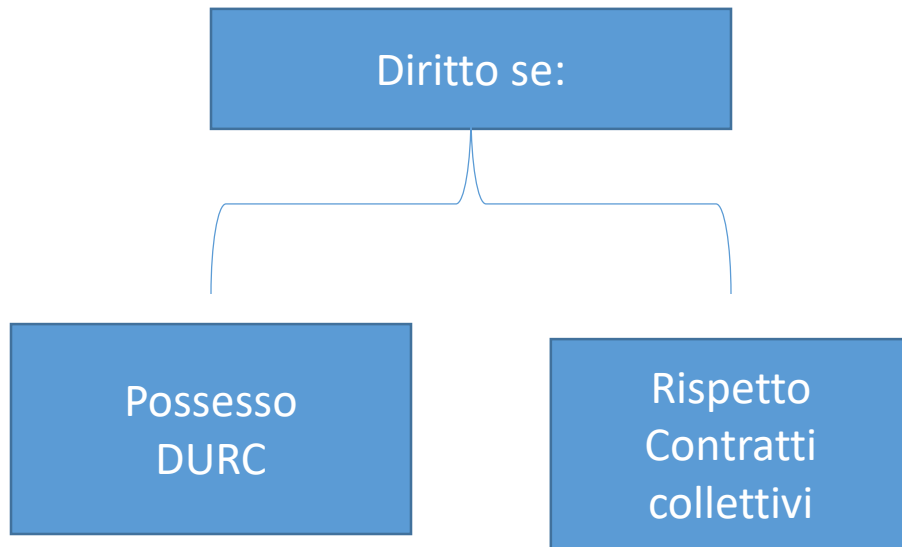 Diritto se:
Possesso
DURC
Rispetto
Contratti
collettivi